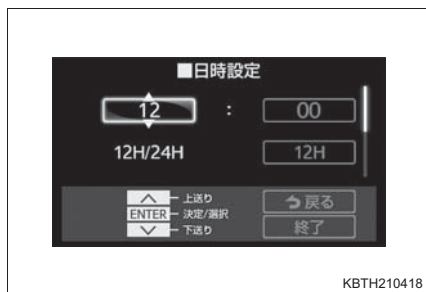 ■日時設定
12 : 00
12H/24H 12H
上送り
ENTER 決定/選択
下送り
戻る
終了
KBTH210418